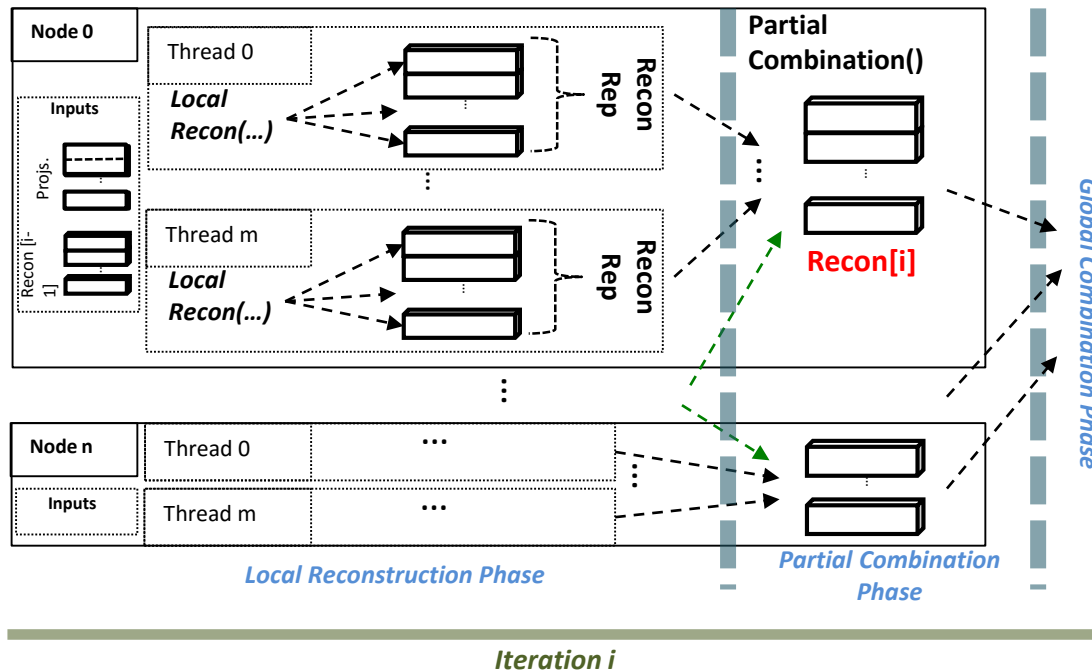 Node 0
Thread 0
Local
Recon(...)
Recon
Rep
Partial
Combination()
Inputs
Projs.
Recon [i-
1]
...
Thread m
Local
Recon(...)
Recon
Rep
...
Recon[i]
...
Node n
Thread 0
...
Inputs
Thread m
...
...
Local Reconstruction Phase
Partial Combination
Phase
Global Combination Phase
Iteration i